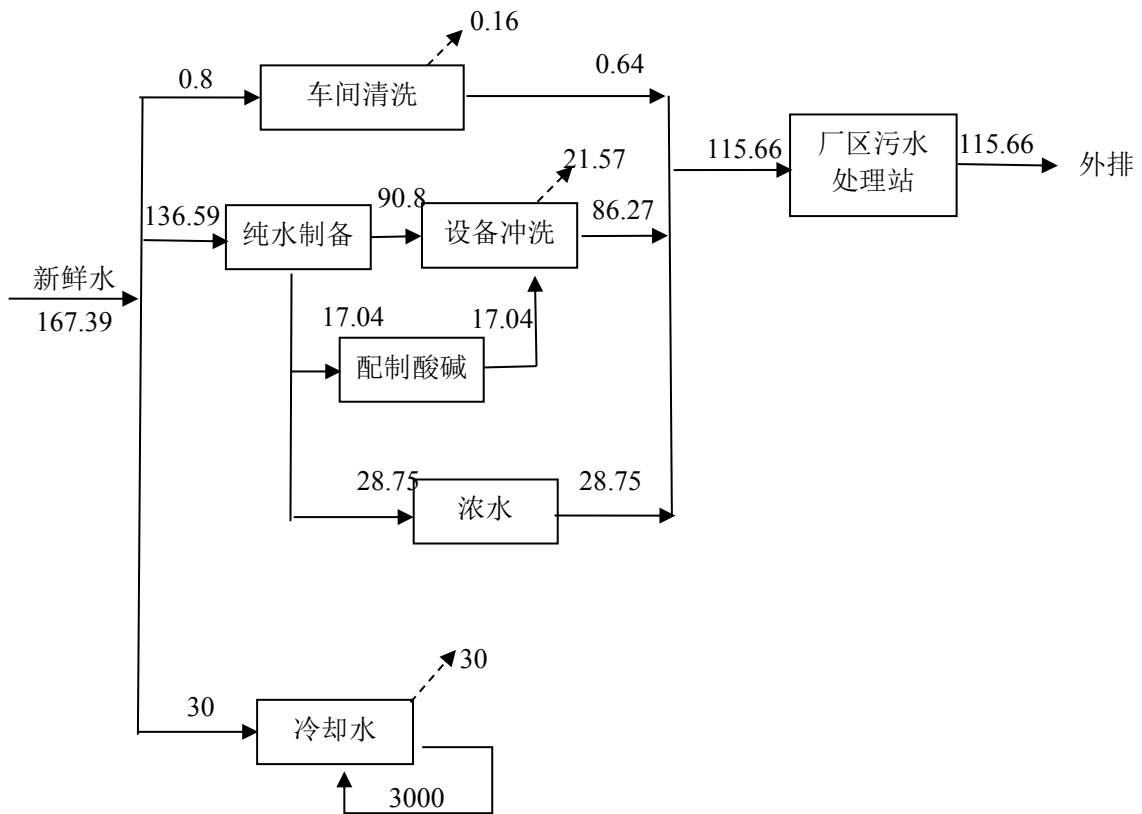 0.16
0.8
车间清洗
0.64
115.66
厂区污水
处理站
115.66
外排
136.59
纯水制备
90.8
设备冲洗
21.57
86.27
新鲜水
167.39
17.04
配制酸碱
17.04
28.75
浓水
28.75
30
冷却水
30
3000